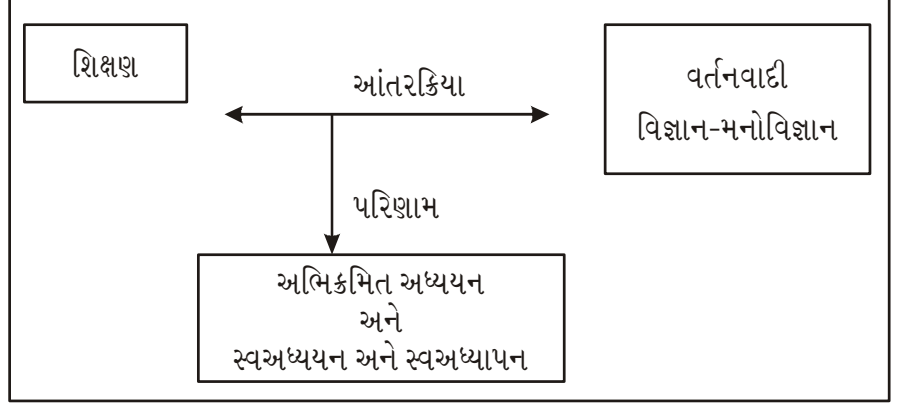 શિક્ષણ
આંતરક્રિયા
વર્તનવાદી
વિજ્ઞાન-મનોવિજ્ઞાન
પરિણામ
અભિક્રમિત અધ્યયન
અને
સ્વઅધ્યયન અને સ્વઅધ્યાપન